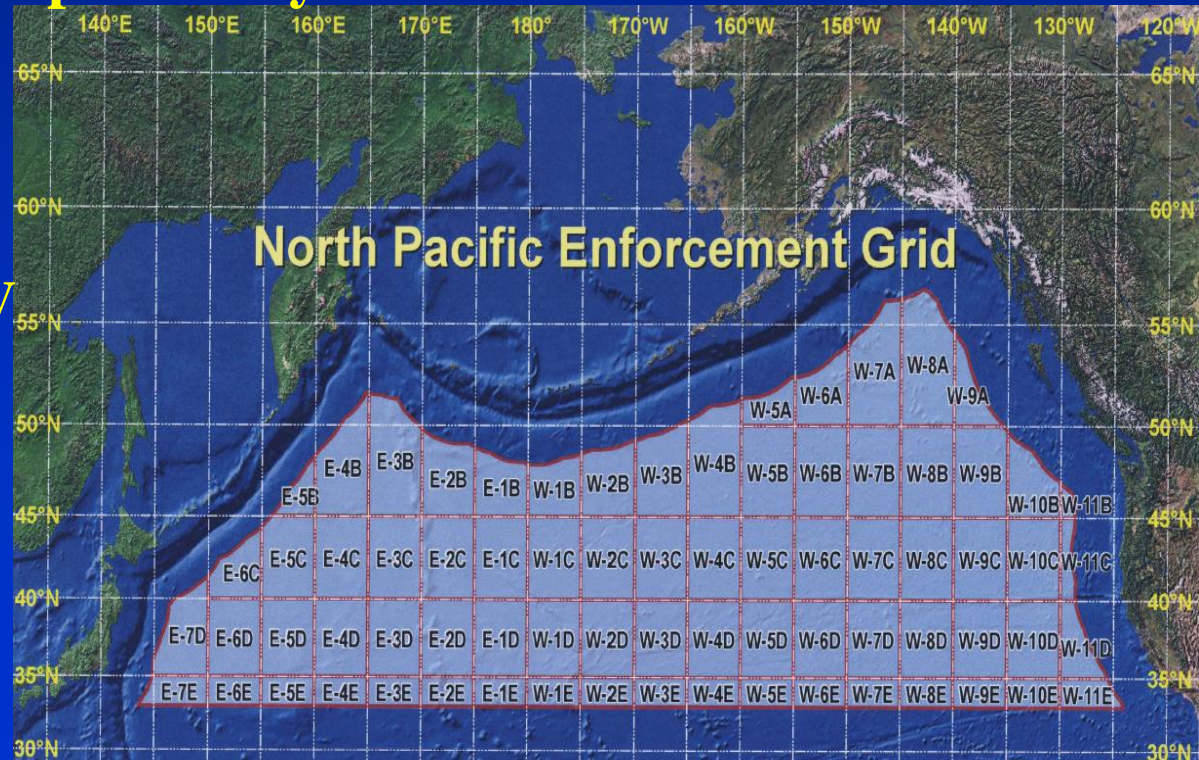 140°E 150°E 160°E 170°E 180° 170°W 160°W 150°W 140°W 130°W 120°W
65°N 65°N
60°N 60°N
North Pacific Enforcement Grid
55°N 55°N
W-7A W-8A
W-5A W-6A W-9A
50°N 50°N
E-5B E-4B E-3B E-2B E-1B W-1B W-2B W-3B W-4B W-5B W-6B W-7B W-8B W-9B W-10B W-11B
45°N 45°N
E-6C E-5C E-4C E-3C E-2C E-1C W-1C W-2C W-3C W-4C W-5C W-6C W-7C W-8C W-9C W-10C W-11C
40°N 40°N
E-7D E-6D E-5D E-4D E-3D E-2D E-1D W-1D W-2D W-3D W-4D W-5D W-6D W-7D W-8D W-9D W-10D W-11D
35°N 35°N
E-7E E-6E E-5E E-4E E-3E E-2E E-1E W-1E W-2E W-3E W-4E W-5E W-6E W-7E W-8E W-9E W-10E W-11E
30°N 30°N